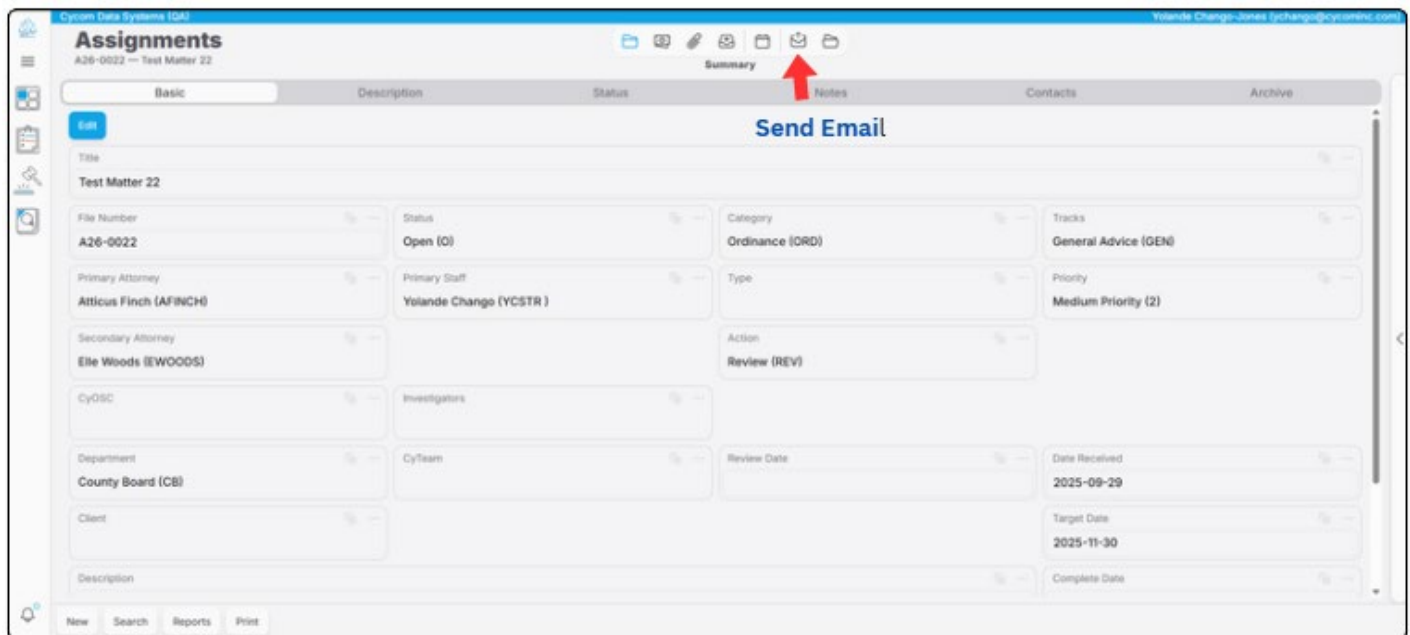 Cycom Data Systems (QA) Yolande Chango-Jones (ychango@cycominc.com)
Assignments
A26-0022 — Test Matter 22
Summary
Basic Description Status Notes Contacts Archive
Edit
Send Email
Title
Test Matter 22
File Number Status Category Tracks
A26-0022 Open (O) Ordinance (ORD) General Advice (GEN)
Primary Attorney Primary Staff Type Priority
Atticus Finch (AFINCH) Yolande Chango (YCSTR ) Medium Priority (2)
Secondary Attorney Action
Elle Woods (EWOODS) Review (REV)
CyOSC Investigators
Department CyTeam Review Date Date Received
County Board (CB) 2025-09-29
Client Target Date
2025-11-30
Description Complete Date
New Search Reports Print